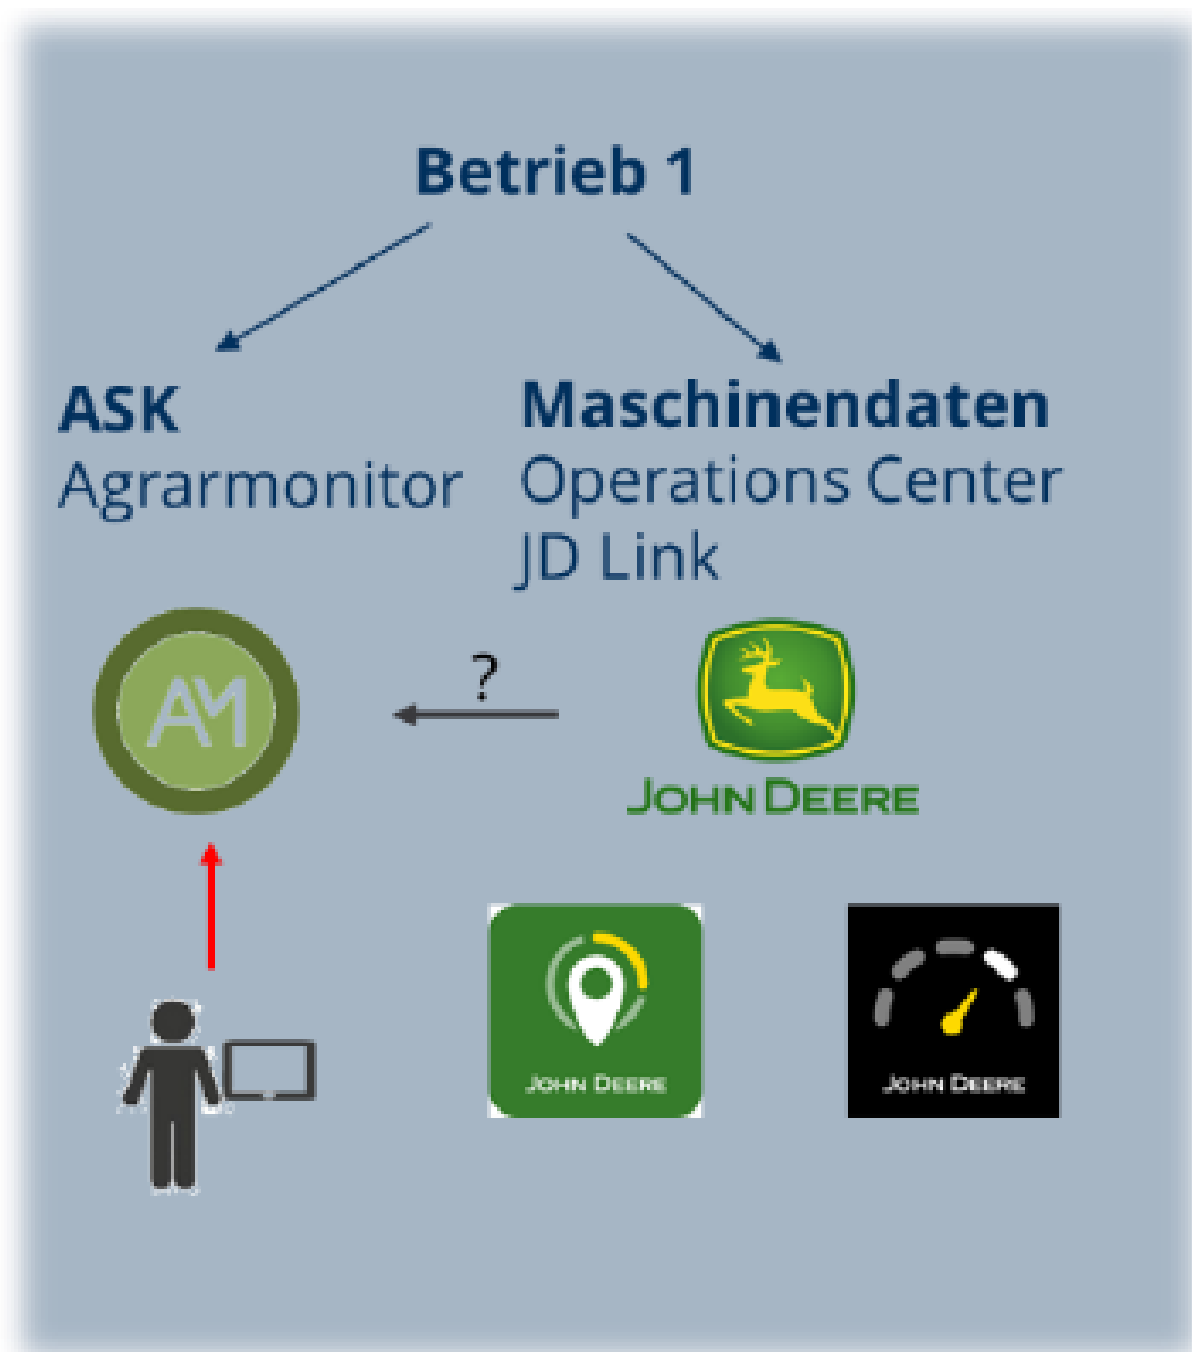 Betrieb 1
ASK
Agrarmonitor
Maschinendaten
Operations Center
JD Link
AM
?
JOHN DEERE
JOHN DEERE
JOHN DEERE